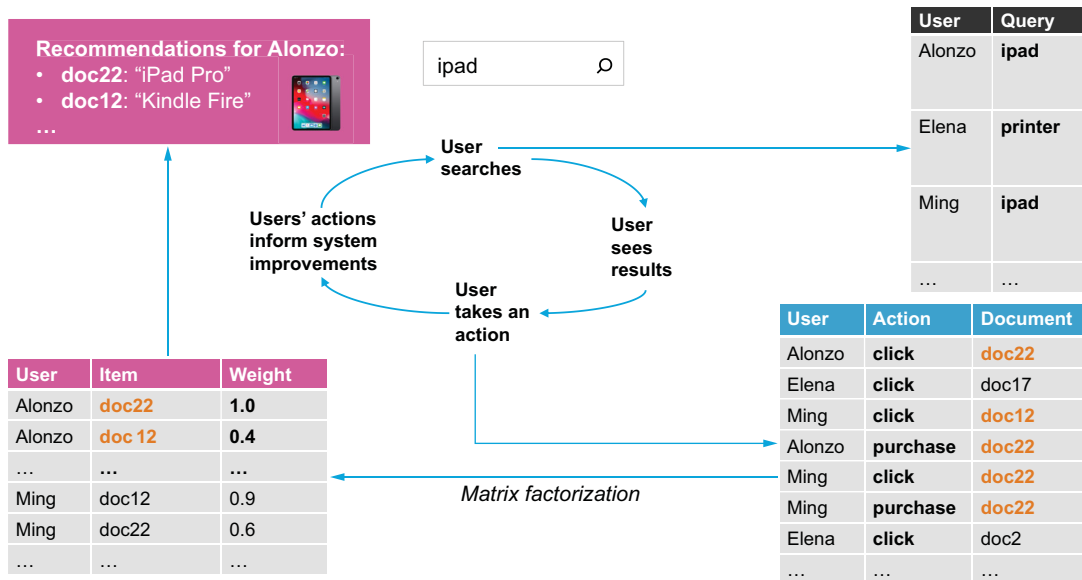 Recommendations for Alonzo:
• doc22: “iPad Pro”
• doc12: “Kindle Fire”
…
ipad
User Query
Alonzo ipad
Elena printer
Ming ipad
… …
User
searches
User
sees
results
User
takes an
action
Users’ actions
inform system
improvements
User Action Document
Alonzo click doc22
Elena click doc17
Ming click doc12
Alonzo purchase doc22
Ming click doc22
Ming purchase doc22
Elena click doc2
… … …
Matrix factorization
User Item Weight
Alonzo doc22 1.0
Alonzo doc 12 0.4
… … …
Ming doc12 0.9
Ming doc22 0.6
… … …